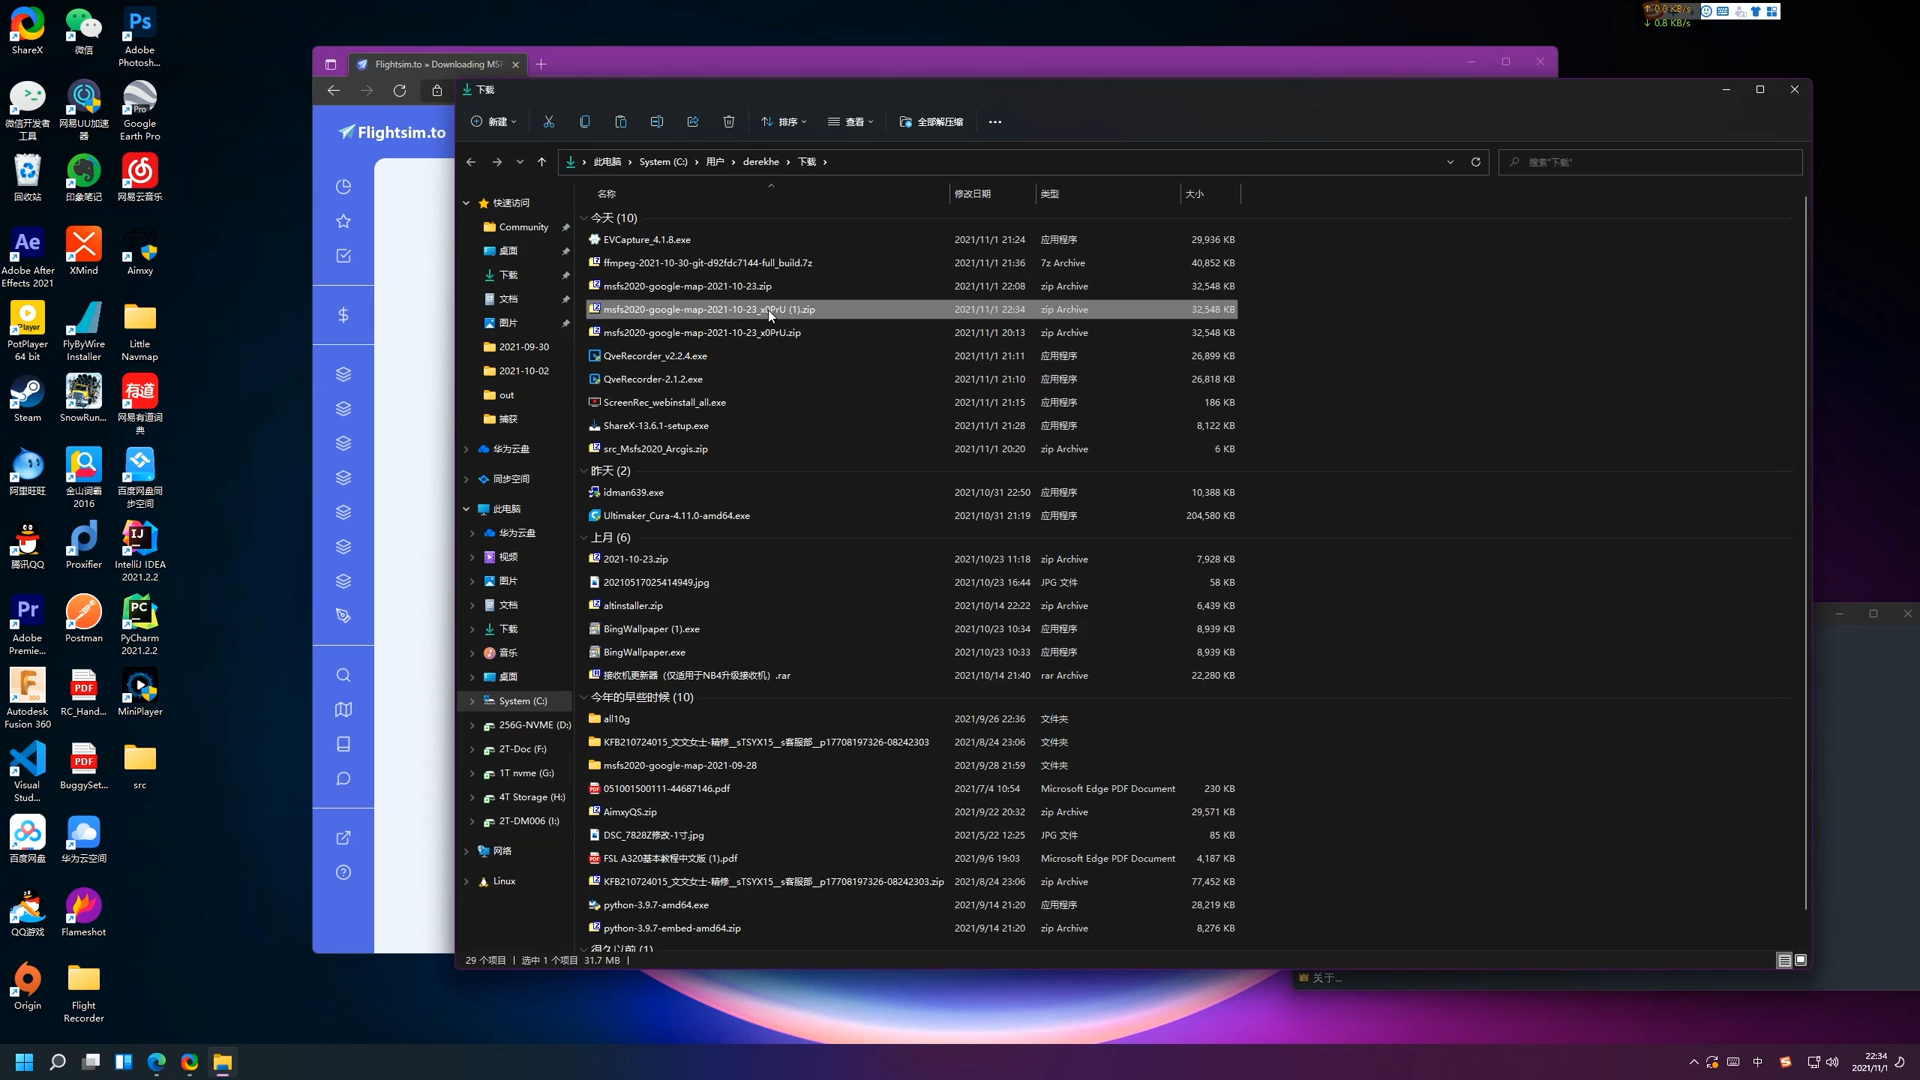 ShareX
微信
Adobe Photosh...
微信开发者工具
网易UU加速器
Google Earth Pro
回收站
印象笔记
网易云音乐
Adobe After Effects 2021
XMind
Aimxy
PotPlayer 64 bit
FlyByWire Installer
Little Navmap
Steam
SnowRun...
网易有道词典
阿里旺旺
金山词霸 2016
百度网盘同步空间
腾讯QQ
Proxifier
IntelliJ IDEA 2021.2.2
Adobe Premie...
Postman
PyCharm 2021.2.2
Autodesk Fusion 360
RC_Hand...
MiniPlayer
Visual Stud...
BuggySet...
src
百度网盘
华为云空间
QQ游戏
Flameshot
Origin
Flight Recorder
↑ 0.0 KB/s
↓ 0.8 KB/s
Flightsim.to » Downloading MSF
Flightsim.to
下载
新建
排序
查看
全部解压缩
此电脑 › System (C:) › 用户 › derekhe › 下载 ›
搜索"下载"
名称 修改日期 类型 大小
快速访问
Community
桌面
下载
文档
图片
2021-09-30
2021-10-02
out
捕获
华为云盘
同步空间
此电脑
华为云盘
视频
图片
文档
下载
音乐
桌面
System (C:)
256G-NVME (D:)
2T-Doc (F:)
1T nvme (G:)
4T Storage (H:)
2T-DM006 (I:)
网络
Linux
今天 (10)
EVCapture_4.1.8.exe 2021/11/1 21:24 应用程序 29,936 KB
ffmpeg-2021-10-30-git-d92fdc7144-full_build.7z 2021/11/1 21:36 7z Archive 40,852 KB
msfs2020-google-map-2021-10-23.zip 2021/11/1 22:08 zip Archive 32,548 KB
msfs2020-google-map-2021-10-23_x0PrU (1).zip 2021/11/1 22:34 zip Archive 32,548 KB
msfs2020-google-map-2021-10-23_x0PrU.zip 2021/11/1 20:13 zip Archive 32,548 KB
QveRecorder_v2.2.4.exe 2021/11/1 21:11 应用程序 26,899 KB
QveRecorder-2.1.2.exe 2021/11/1 21:10 应用程序 26,818 KB
ScreenRec_webinstall_all.exe 2021/11/1 21:15 应用程序 186 KB
ShareX-13.6.1-setup.exe 2021/11/1 21:28 应用程序 8,122 KB
src_Msfs2020_Arcgis.zip 2021/11/1 20:20 zip Archive 6 KB
昨天 (2)
idman639.exe 2021/10/31 22:50 应用程序 10,388 KB
Ultimaker_Cura-4.11.0-amd64.exe 2021/10/31 21:19 应用程序 204,580 KB
上月 (6)
2021-10-23.zip 2021/10/23 11:18 zip Archive 7,928 KB
20210517025414949.jpg 2021/10/23 16:44 JPG 文件 58 KB
altinstaller.zip 2021/10/14 22:22 zip Archive 6,439 KB
BingWallpaper (1).exe 2021/10/23 10:34 应用程序 8,939 KB
BingWallpaper.exe 2021/10/23 10:33 应用程序 8,939 KB
接收机更新器（仅适用于NB4升级接收机）.rar 2021/10/14 21:40 rar Archive 22,280 KB
今年的早些时候 (10)
all10g 2021/9/26 22:36 文件夹
KFB210724015_文文女士-精修__sTSYX15__s客服部__p17708197326-08242303 2021/8/24 23:06 文件夹
msfs2020-google-map-2021-09-28 2021/9/28 21:59 文件夹
051001500111-44687146.pdf 2021/7/4 10:54 Microsoft Edge PDF Document 230 KB
AimxyQS.zip 2021/9/22 20:32 zip Archive 29,571 KB
DSC_7828Z修改-1寸.jpg 2021/5/22 12:25 JPG 文件 85 KB
FSL A320基本教程中文版 (1).pdf 2021/9/6 19:03 Microsoft Edge PDF Document 4,187 KB
KFB210724015_文文女士-精修__sTSYX15__s客服部__p17708197326-08242303.zip 2021/8/24 23:06 zip Archive 77,452 KB
python-3.9.7-amd64.exe 2021/9/14 21:20 应用程序 28,219 KB
python-3.9.7-embed-amd64.zip 2021/9/14 21:20 zip Archive 8,276 KB
很久以前 (1)
29 个项目 | 选中 1 个项目 31.7 MB |
关于...
中
22:34
2021/11/1